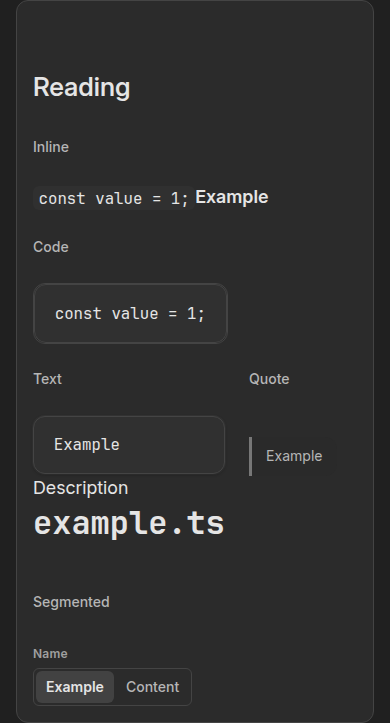 Reading
Inline
const value = 1; Example
Code
const value = 1;
Text
Quote
Example
Example
Description
example.ts
Segmented
Name
Example Content